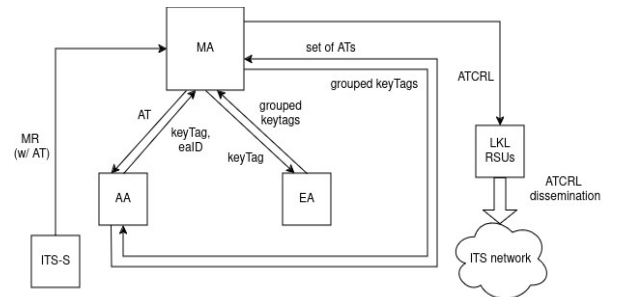 MA
set of ATs
grouped keyTags
ATCRL
AT
grouped
keytags
MR
(w/ AT)
keyTag,
eaID
keyTag
LKL
RSUs
AA
EA
ATCRL
dissemination
ITS-S
ITS network